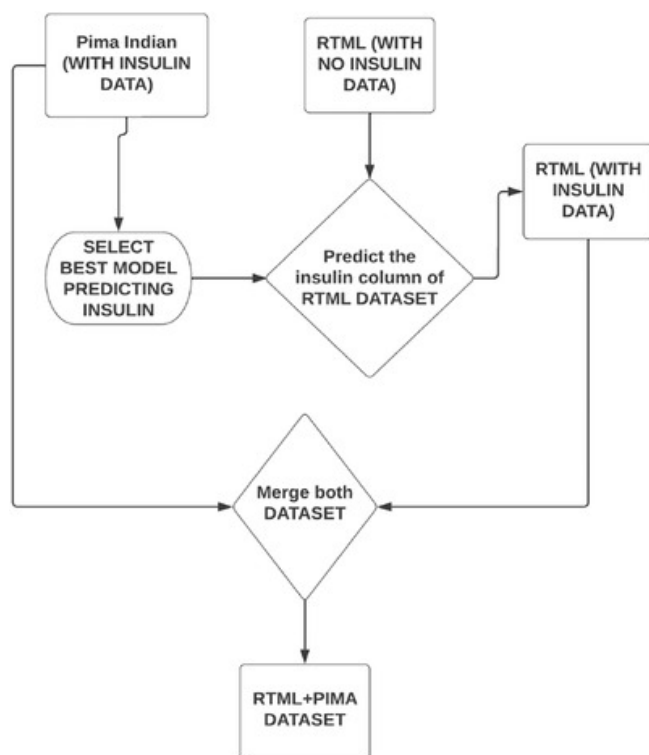 Pima Indian
(WITH INSULIN
DATA)
RTML (WITH
NO INSULIN
DATA)
RTML (WITH
INSULIN
DATA)
SELECT
BEST MODEL
PREDICTING
INSULIN
Predict the
insulin column of
RTML DATASET
Merge both
DATASET
RTML+PIMA
DATASET